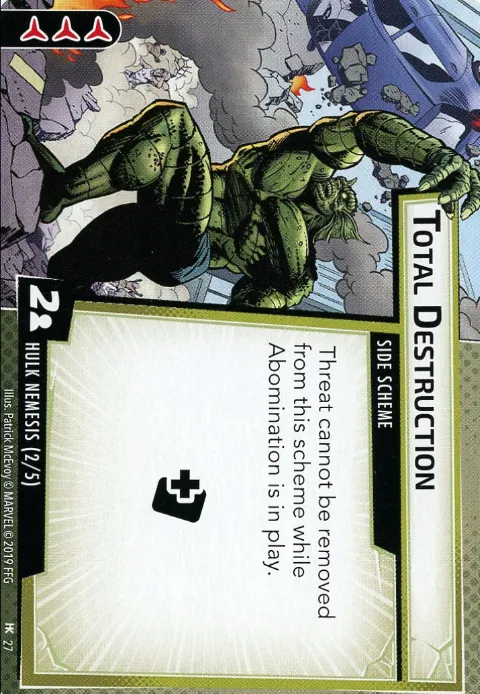 TOTAL DESTRUCTION
SIDE SCHEME
Threat cannot be removed
from this scheme while
Abomination is in play.
2
HULK NEMESIS (2/5)
Illus. Patrick McEvoy © MARVEL © 2019 FFG
HK 27